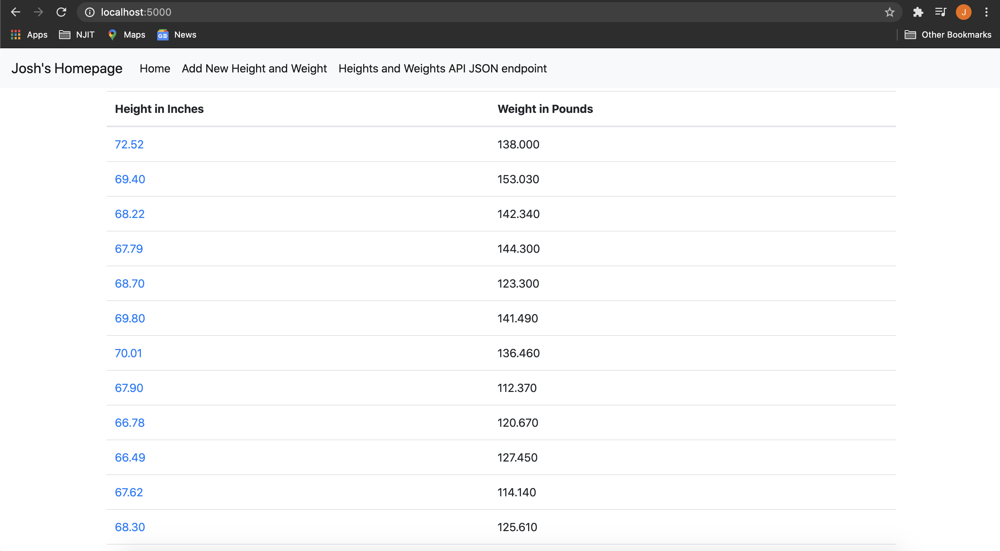 localhost:5000
J
Apps NJIT Maps News Other Bookmarks
Josh's Homepage Home Add New Height and Weight Heights and Weights API JSON endpoint
Height in Inches Weight in Pounds
72.52 138.000
69.40 153.030
68.22 142.340
67.79 144.300
68.70 123.300
69.80 141.490
70.01 136.460
67.90 112.370
66.78 120.670
66.49 127.450
67.62 114.140
68.30 125.610